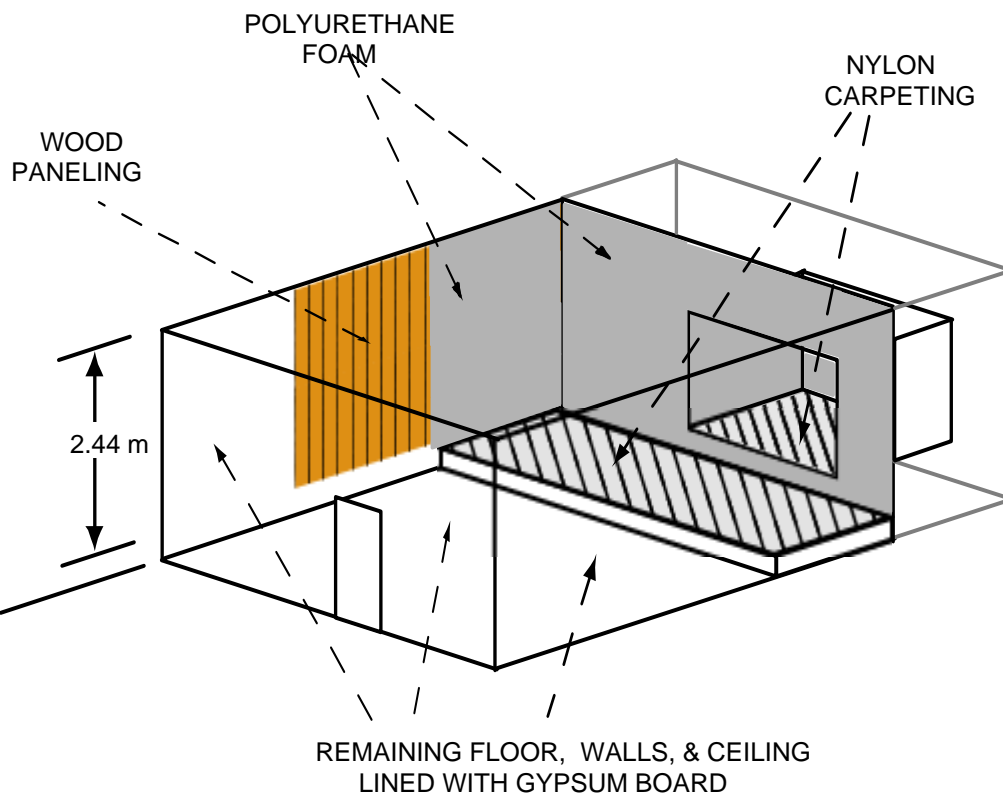 POLYURETHANE
FOAM
NYLON
CARPETING
WOOD
PANELING
2.44 m
REMAINING FLOOR, WALLS, & CEILING
LINED WITH GYPSUM BOARD